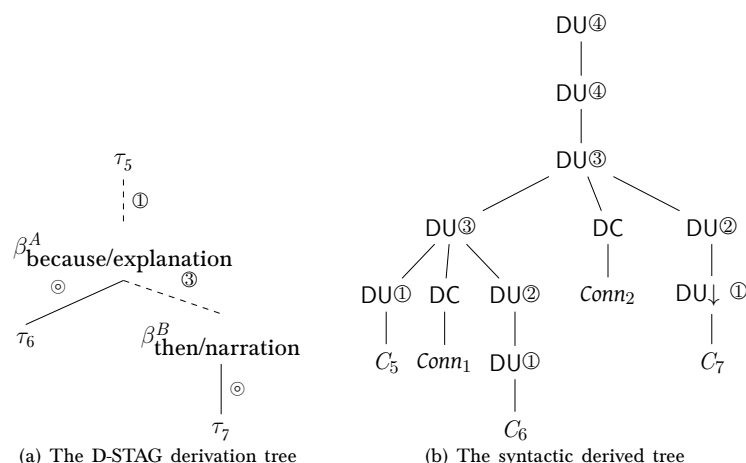 DU④
DU④
DU③
DU③ DC DU②
DU① DC DU② Conn₂ DU↓ ①
C₅ Conn₁ DU① C₇
C₆
τ₅
①
β^A because/explanation
◎ ③
τ₆
β^B then/narration
◎
τ₇
(a) The D-STAG derivation tree
(b) The syntactic derived tree